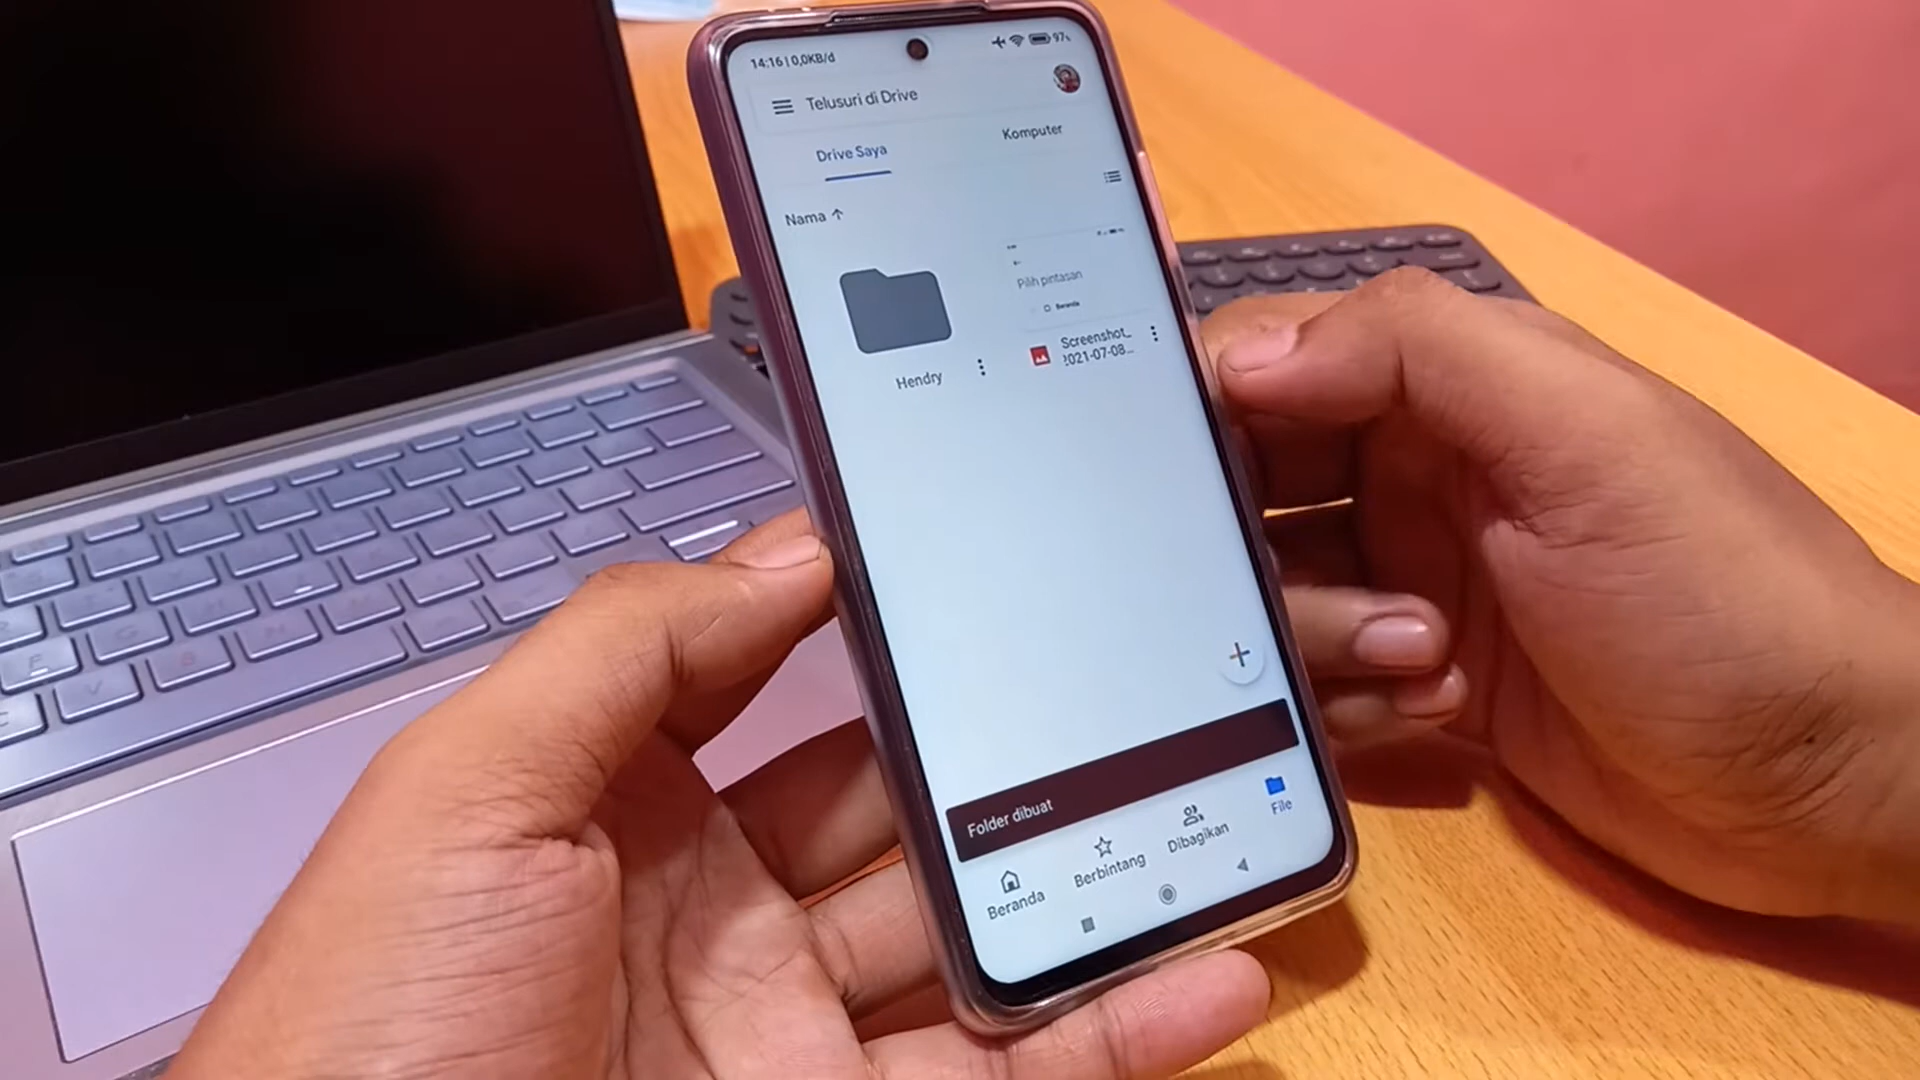 14:16 | 0,0KB/d
97%
Telusuri di Drive
Drive Saya
Komputer
Nama ↑
Pilih pintasan
Beranda
Hendry
Screenshot_
2021-07-08...
Folder dibuat
Beranda
Berbintang
Dibagikan
File